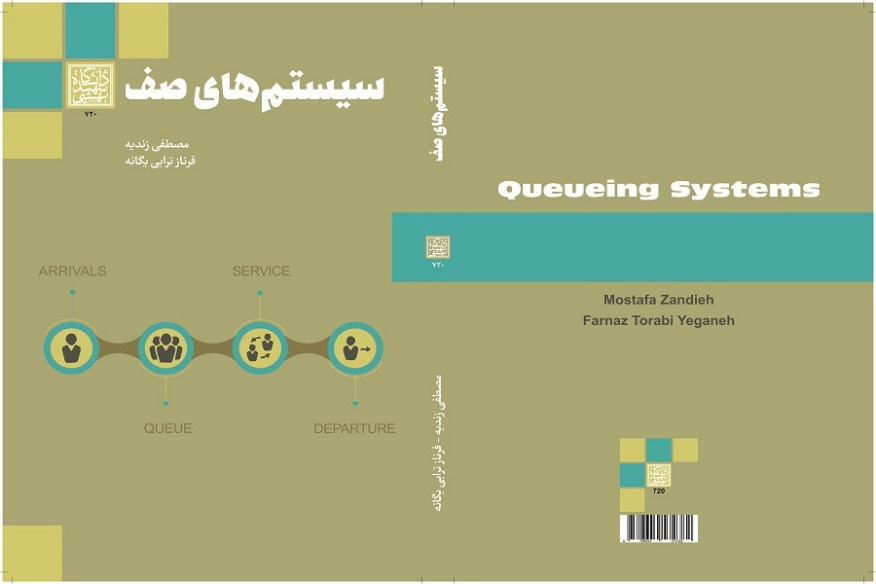 سیستم‌های صف
۷۲۰
مصطفی زندیه
فرناز ترابی یگانه
ARRIVALS
SERVICE
QUEUE
DEPARTURE
سیستم‌های صف
۷۲۰
مصطفی زندیه - فرناز ترابی یگانه
Queueing Systems
Mostafa Zandieh
Farnaz Torabi Yeganeh
720